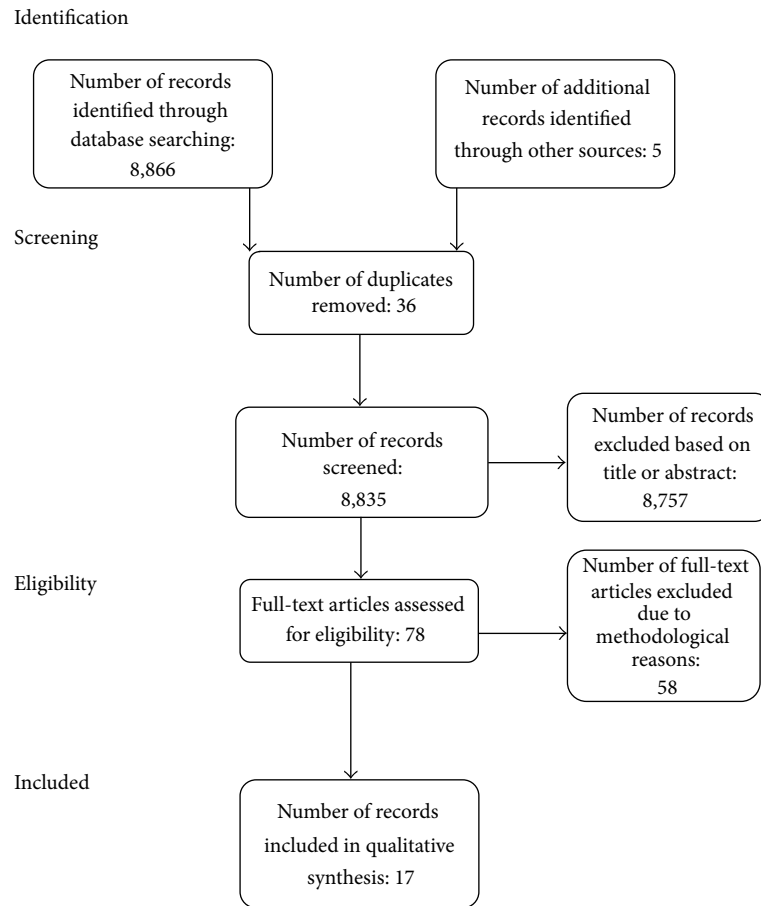 Identification
Number of records
identified through
database searching:
8,866
Number of additional
records identified
through other sources: 5
Screening
Number of duplicates
removed: 36
Number of records
screened:
8,835
Number of records
excluded based on
title or abstract:
8,757
Eligibility
Full-text articles assessed
for eligibility: 78
Number of full-text
articles excluded
due to
methodological
reasons:
58
Included
Number of records
included in qualitative
synthesis: 17